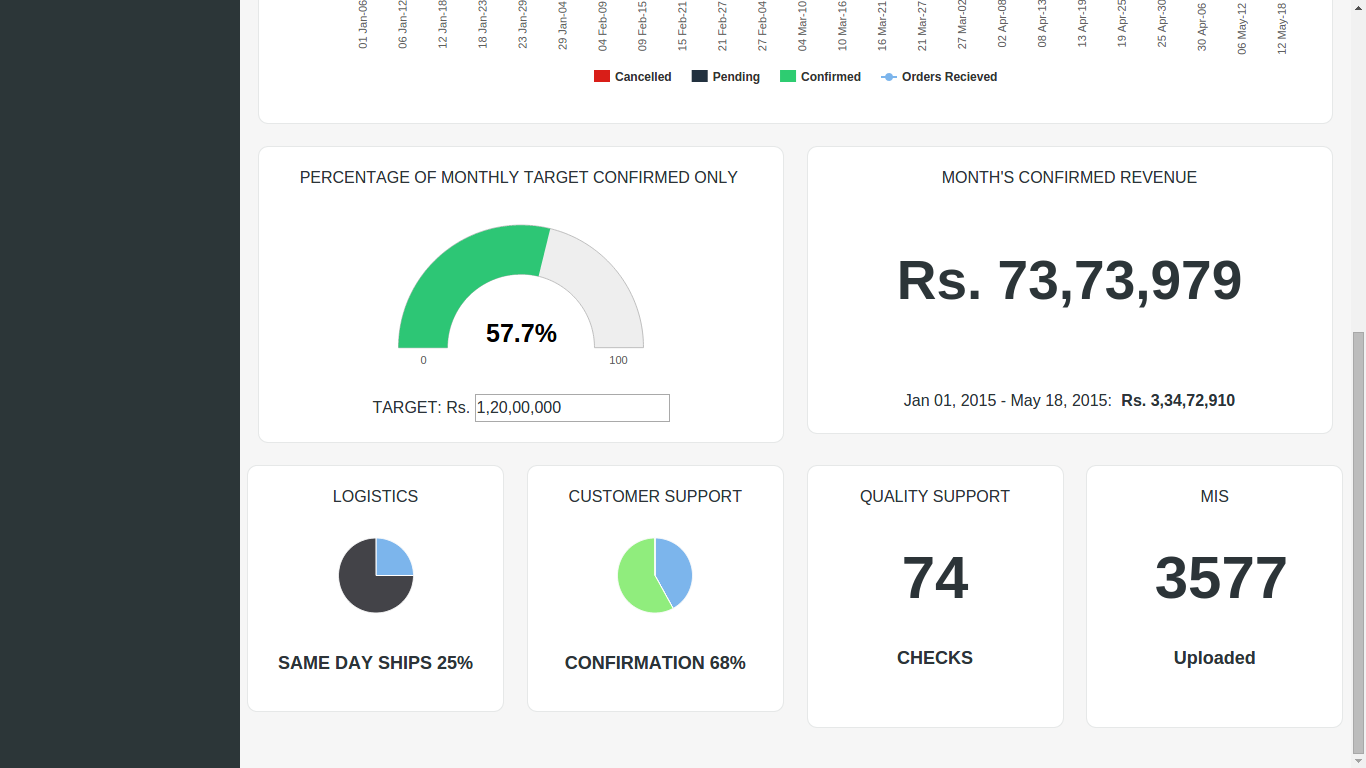 01 Jan-06
06 Jan-12
12 Jan-18
18 Jan-23
23 Jan-29
29 Jan-04
04 Feb-09
09 Feb-15
15 Feb-21
21 Feb-27
27 Feb-04
04 Mar-10
10 Mar-16
16 Mar-21
21 Mar-27
27 Mar-02
02 Apr-08
08 Apr-13
13 Apr-19
19 Apr-25
25 Apr-30
30 Apr-06
06 May-12
12 May-18
Cancelled Pending Confirmed Orders Recieved
PERCENTAGE OF MONTHLY TARGET CONFIRMED ONLY
57.7%
0 100
TARGET: Rs. 1,20,00,000
MONTH'S CONFIRMED REVENUE
Rs. 73,73,979
Jan 01, 2015 - May 18, 2015: Rs. 3,34,72,910
LOGISTICS
SAME DAY SHIPS 25%
CUSTOMER SUPPORT
CONFIRMATION 68%
QUALITY SUPPORT
74
CHECKS
MIS
3577
Uploaded